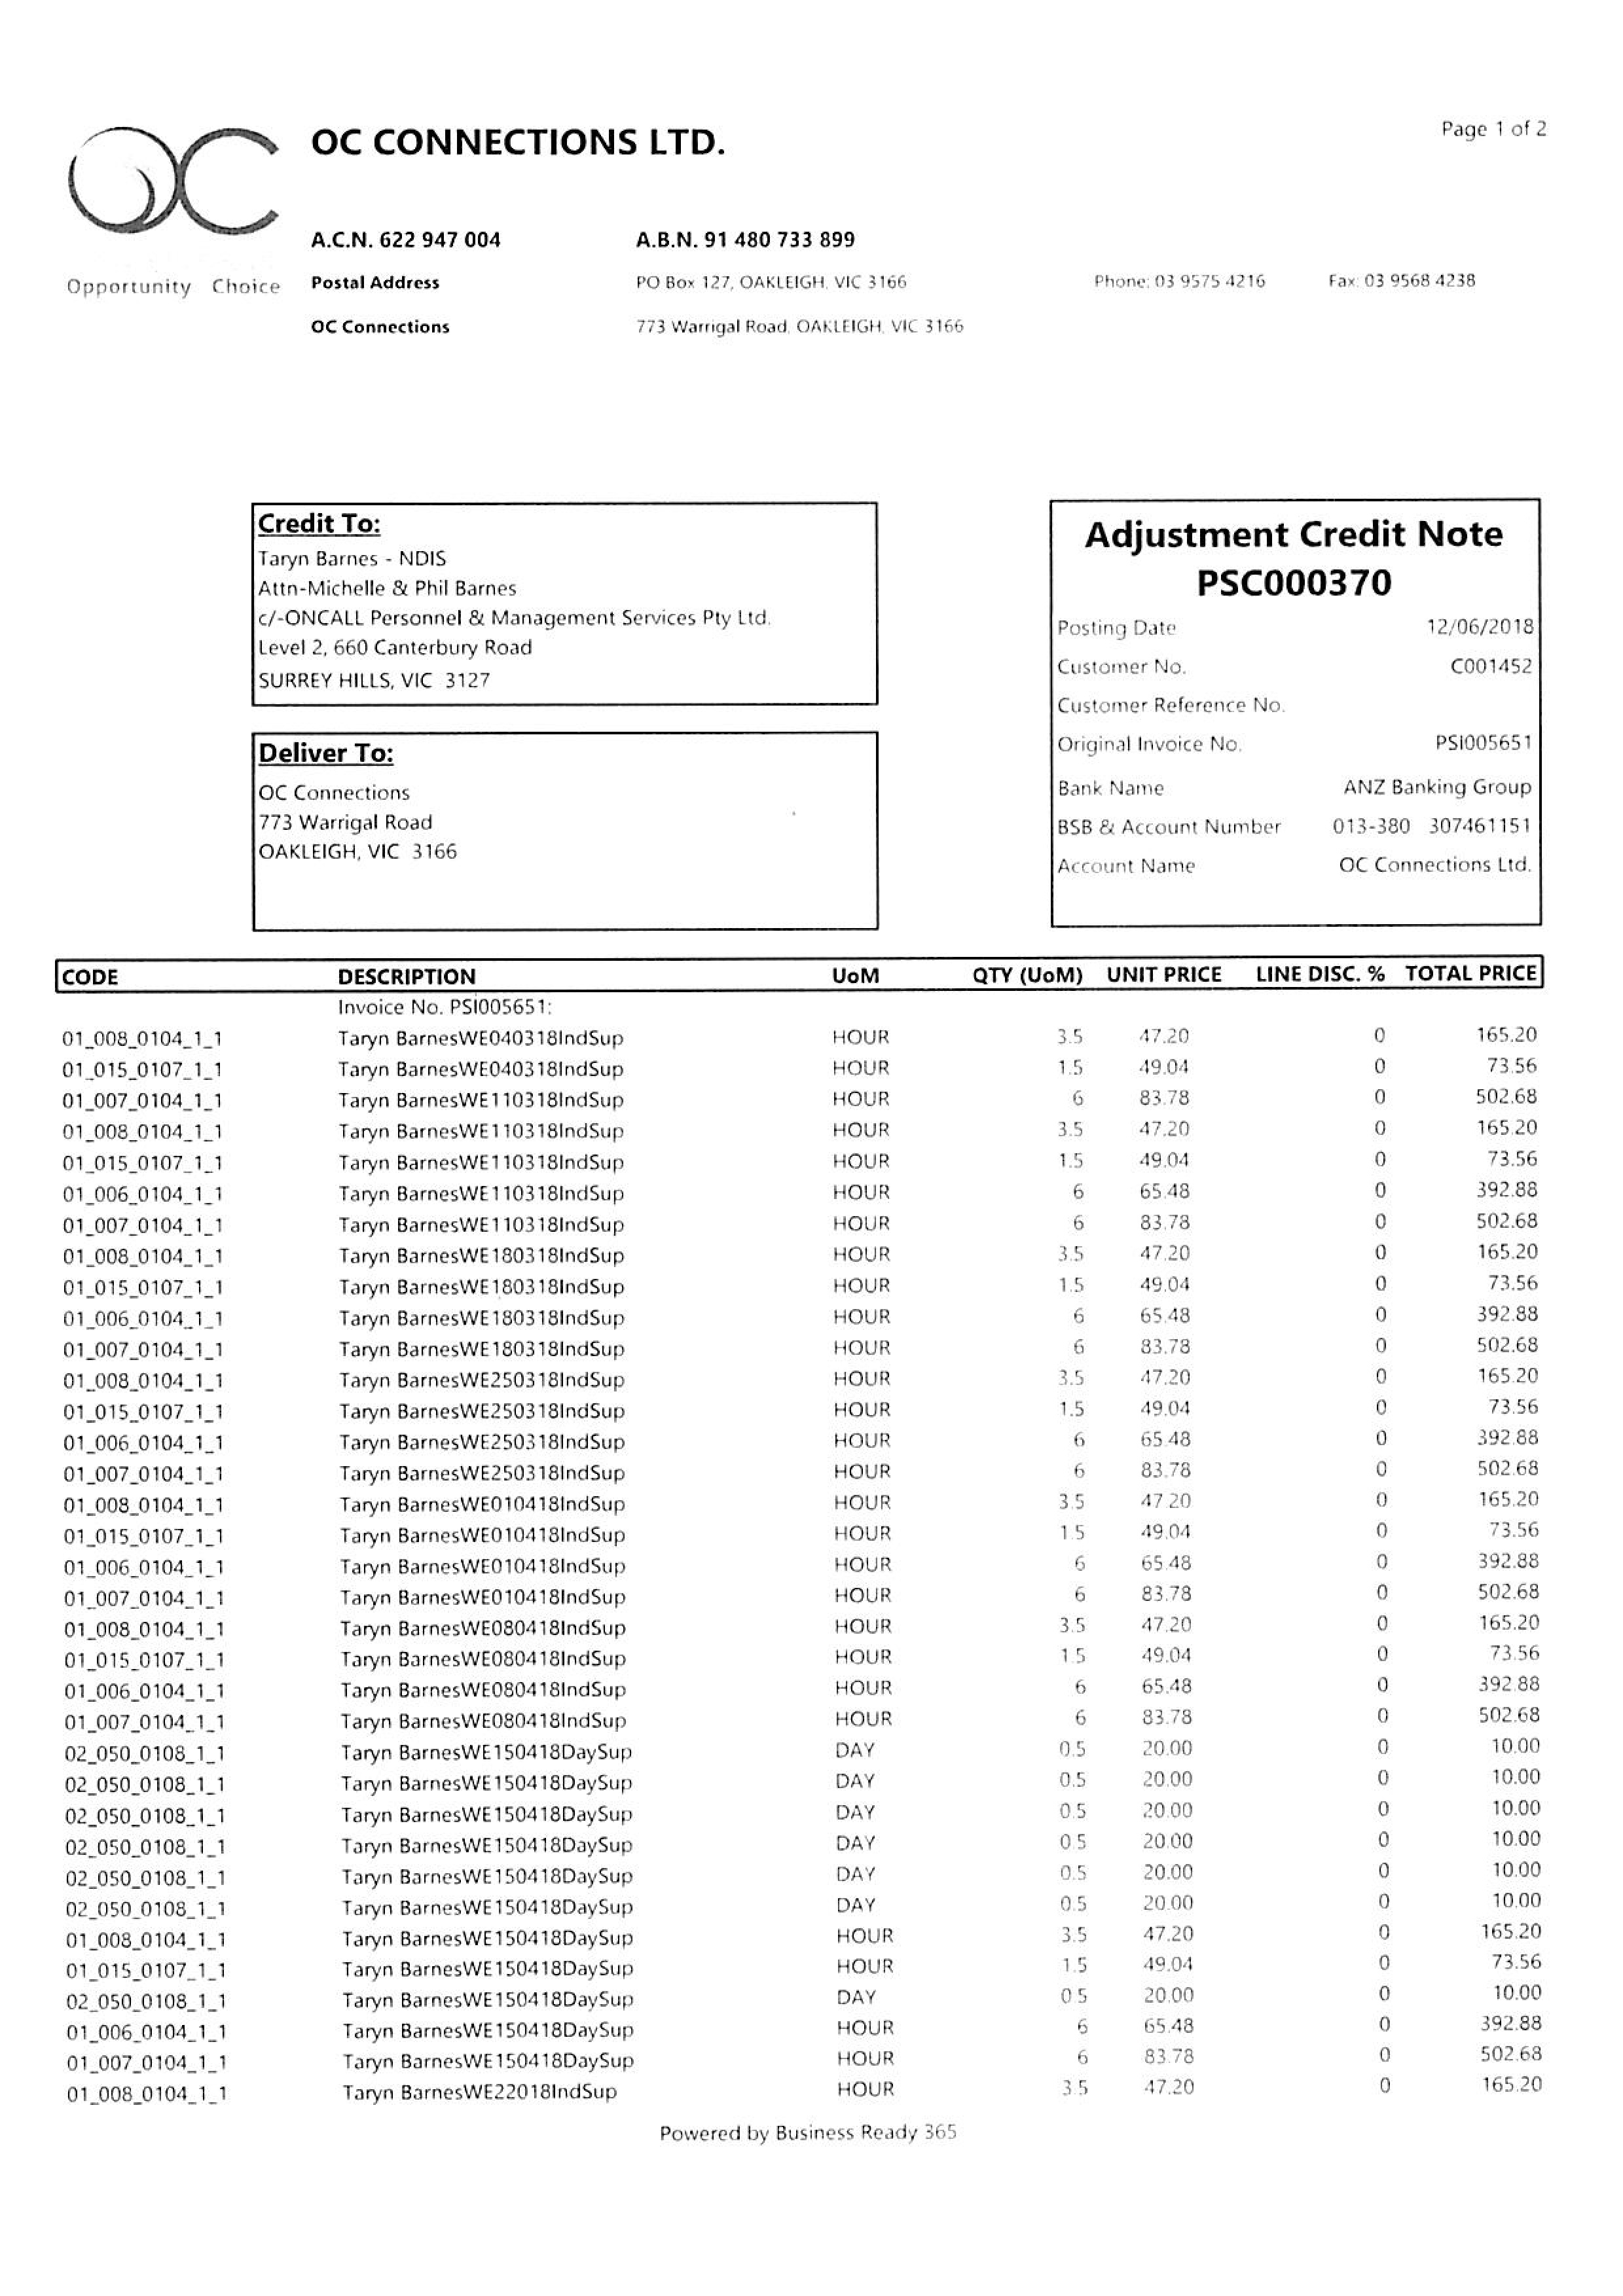 Page 1 of 2
OC CONNECTIONS LTD.
OC
A.C.N. 622 947 004 A.B.N. 91 480 733 899
Opportunity Choice
Postal Address PO Box 127, OAKLEIGH, VIC 3166 Phone: 03 9575 4216 Fax: 03 9568 4238
OC Connections 773 Warrigal Road, OAKLEIGH, VIC 3166
Credit To:
Taryn Barnes - NDIS
Attn-Michelle & Phil Barnes
c/-ONCALL Personnel & Management Services Pty Ltd.
Level 2, 660 Canterbury Road
SURREY HILLS, VIC 3127
Deliver To:
OC Connections
773 Warrigal Road
OAKLEIGH, VIC 3166
Adjustment Credit Note
PSC000370
Posting Date 12/06/2018
Customer No. C001452
Customer Reference No.
Original Invoice No. PSI005651
Bank Name ANZ Banking Group
BSB & Account Number 013-380 307461151
Account Name OC Connections Ltd.
CODE DESCRIPTION UoM QTY (UoM) UNIT PRICE LINE DISC. % TOTAL PRICE
Invoice No. PSI005651:
01_008_0104_1_1 Taryn BarnesWE040318IndSup HOUR 3.5 47.20 0 165.20
01_015_0107_1_1 Taryn BarnesWE040318IndSup HOUR 1.5 49.04 0 73.56
01_007_0104_1_1 Taryn BarnesWE110318IndSup HOUR 6 83.78 0 502.68
01_008_0104_1_1 Taryn BarnesWE110318IndSup HOUR 3.5 47.20 0 165.20
01_015_0107_1_1 Taryn BarnesWE110318IndSup HOUR 1.5 49.04 0 73.56
01_006_0104_1_1 Taryn BarnesWE110318IndSup HOUR 6 65.48 0 392.88
01_007_0104_1_1 Taryn BarnesWE110318IndSup HOUR 6 83.78 0 502.68
01_008_0104_1_1 Taryn BarnesWE180318IndSup HOUR 3.5 47.20 0 165.20
01_015_0107_1_1 Taryn BarnesWE180318IndSup HOUR 1.5 49.04 0 73.56
01_006_0104_1_1 Taryn BarnesWE180318IndSup HOUR 6 65.48 0 392.88
01_007_0104_1_1 Taryn BarnesWE180318IndSup HOUR 6 83.78 0 502.68
01_008_0104_1_1 Taryn BarnesWE250318IndSup HOUR 3.5 47.20 0 165.20
01_015_0107_1_1 Taryn BarnesWE250318IndSup HOUR 1.5 49.04 0 73.56
01_006_0104_1_1 Taryn BarnesWE250318IndSup HOUR 6 65.48 0 392.88
01_007_0104_1_1 Taryn BarnesWE250318IndSup HOUR 6 83.78 0 502.68
01_008_0104_1_1 Taryn BarnesWE010418IndSup HOUR 3.5 47.20 0 165.20
01_015_0107_1_1 Taryn BarnesWE010418IndSup HOUR 1.5 49.04 0 73.56
01_006_0104_1_1 Taryn BarnesWE010418IndSup HOUR 6 65.48 0 392.88
01_007_0104_1_1 Taryn BarnesWE010418IndSup HOUR 6 83.78 0 502.68
01_008_0104_1_1 Taryn BarnesWE080418IndSup HOUR 3.5 47.20 0 165.20
01_015_0107_1_1 Taryn BarnesWE080418IndSup HOUR 1.5 49.04 0 73.56
01_006_0104_1_1 Taryn BarnesWE080418IndSup HOUR 6 65.48 0 392.88
01_007_0104_1_1 Taryn BarnesWE080418IndSup HOUR 6 83.78 0 502.68
02_050_0108_1_1 Taryn BarnesWE150418DaySup DAY 0.5 20.00 0 10.00
02_050_0108_1_1 Taryn BarnesWE150418DaySup DAY 0.5 20.00 0 10.00
02_050_0108_1_1 Taryn BarnesWE150418DaySup DAY 0.5 20.00 0 10.00
02_050_0108_1_1 Taryn BarnesWE150418DaySup DAY 0.5 20.00 0 10.00
02_050_0108_1_1 Taryn BarnesWE150418DaySup DAY 0.5 20.00 0 10.00
02_050_0108_1_1 Taryn BarnesWE150418DaySup DAY 0.5 20.00 0 10.00
01_008_0104_1_1 Taryn BarnesWE150418DaySup HOUR 3.5 47.20 0 165.20
01_015_0107_1_1 Taryn BarnesWE150418DaySup HOUR 1.5 49.04 0 73.56
02_050_0108_1_1 Taryn BarnesWE150418DaySup DAY 0.5 20.00 0 10.00
01_006_0104_1_1 Taryn BarnesWE150418DaySup HOUR 6 65.48 0 392.88
01_007_0104_1_1 Taryn BarnesWE150418DaySup HOUR 6 83.78 0 502.68
01_008_0104_1_1 Taryn BarnesWE22018IndSup HOUR 3.5 47.20 0 165.20
Powered by Business Ready 365